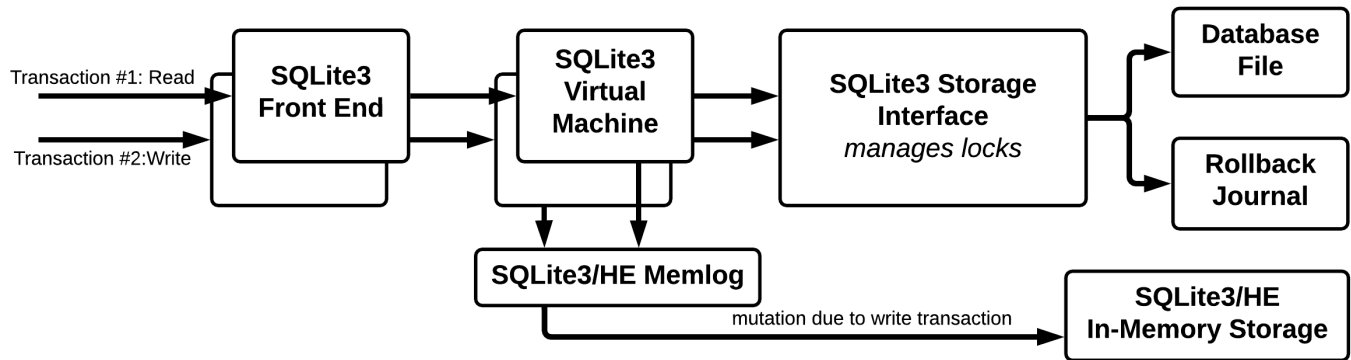 Transaction #1: Read
Transaction #2:Write
SQLite3
Front End
SQLite3
Virtual
Machine
SQLite3 Storage
Interface
manages locks
Database
File
Rollback
Journal
SQLite3/HE Memlog
mutation due to write transaction
SQLite3/HE
In-Memory Storage